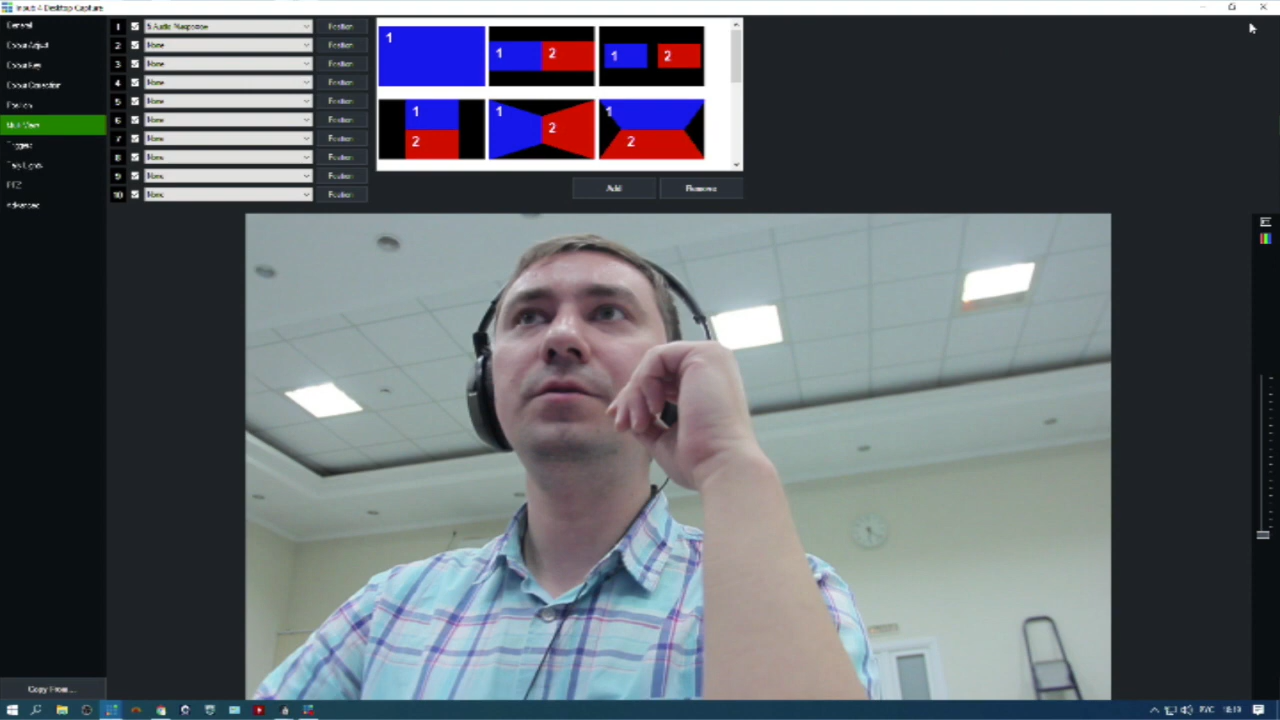 Input 4 Desktop Capture
General
Colour Adjust
Colour Key
Colour Correction
Position
Multi View
Triggers
Tally Lights
PTZ
Advanced
1 Position
2 None Position
3 None Position
4 None Position
5 None Position
6 None Position
7 None Position
8 None Position
9 None Position
10 None Position
1
1 2
1 2
1
2
1 2
1
2
Add Remove
Copy From...
РУС